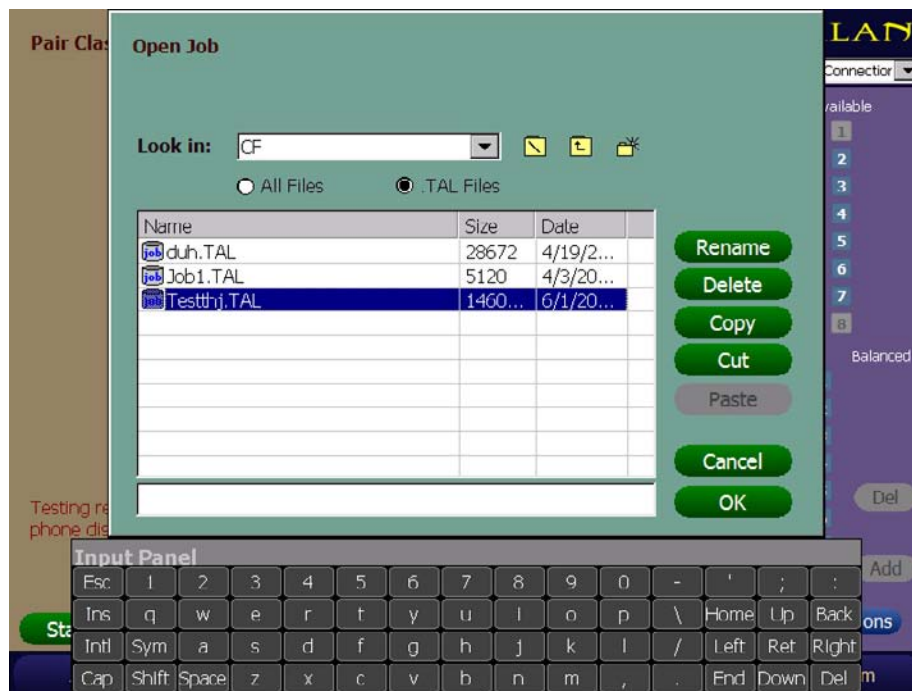 Pair Clas
Open Job
LAN
Connection
Look in: CF
All Files .TAL Files
Name Size Date
duh.TAL 28672 4/19/2...
Job1.TAL 5120 4/3/20...
Testthj.TAL 1460... 6/1/20...
Rename
Delete
Copy
Cut
Paste
Cancel
OK
vailable
1
2
3
4
5
6
7
8
Balanced
Del
Add
ons
m
Testing re
phone dis
Sta
Input Panel
Esc 1 2 3 4 5 6 7 8 9 0 - ' ; :
Ins q w e r t y u i o p \ Home Up Back
Intl Sym a s d f g h j k l / Left Ret Right
Cap Shift Space z x c v b n m , . End Down Del